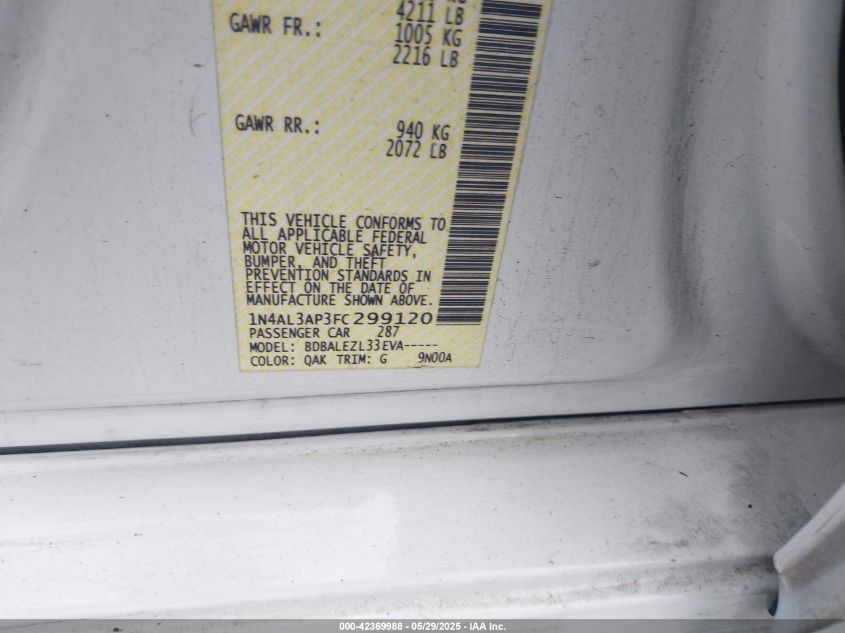 4211 LB
GAWR FR.: 1005 KG
2216 LB
GAWR RR.: 940 KG
2072 LB
THIS VEHICLE CONFORMS TO
ALL APPLICABLE FEDERAL
MOTOR VEHICLE SAFETY,
BUMPER, AND THEFT
PREVENTION STANDARDS IN
EFFECT ON THE DATE OF
MANUFACTURE SHOWN ABOVE.
1N4AL3AP3FC299120
PASSENGER CAR 287
MODEL: BDBALEZL33EVA-----
COLOR: QAK TRIM: G 9N00A
000-42369988 — 05/29/2025 — IAA Inc.